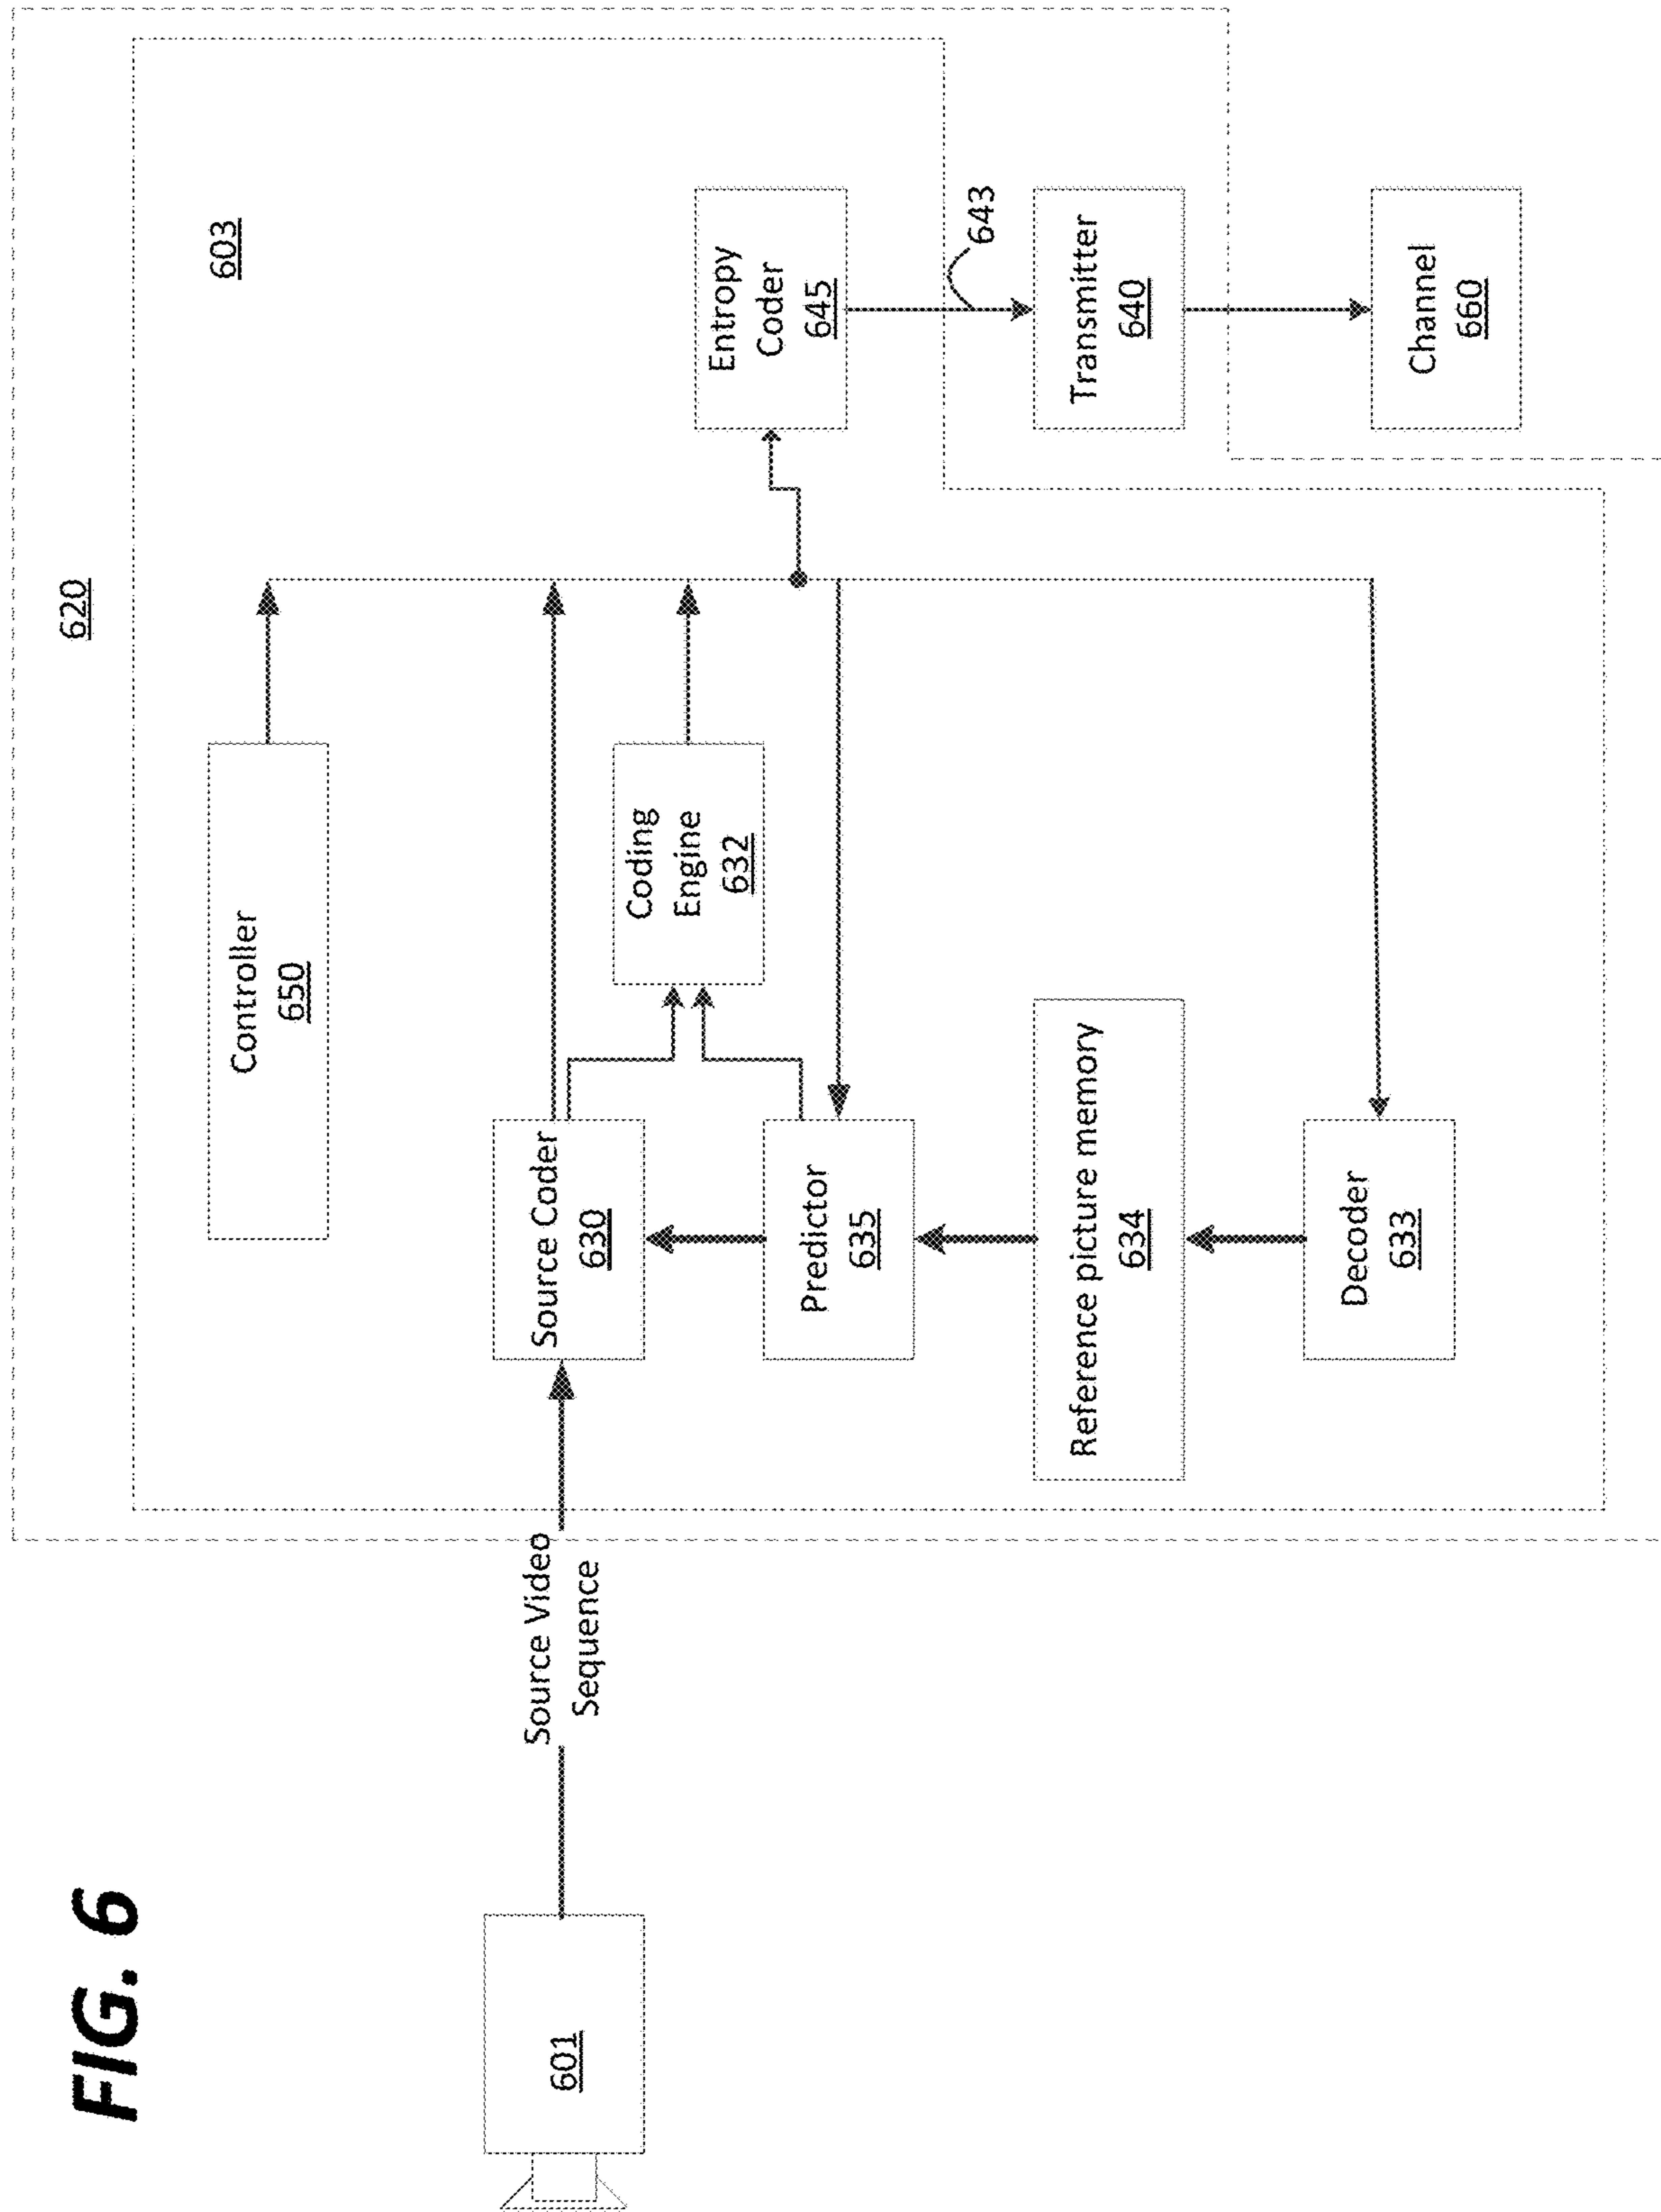 FIG. 6
620
603
Controller
650
601
Source Video
Sequence
Source Coder
630
Coding
Engine
632
Entropy
Coder
645
Predictor
635
643
Reference picture memory
634
Transmitter
640
Decoder
633
Channel
660